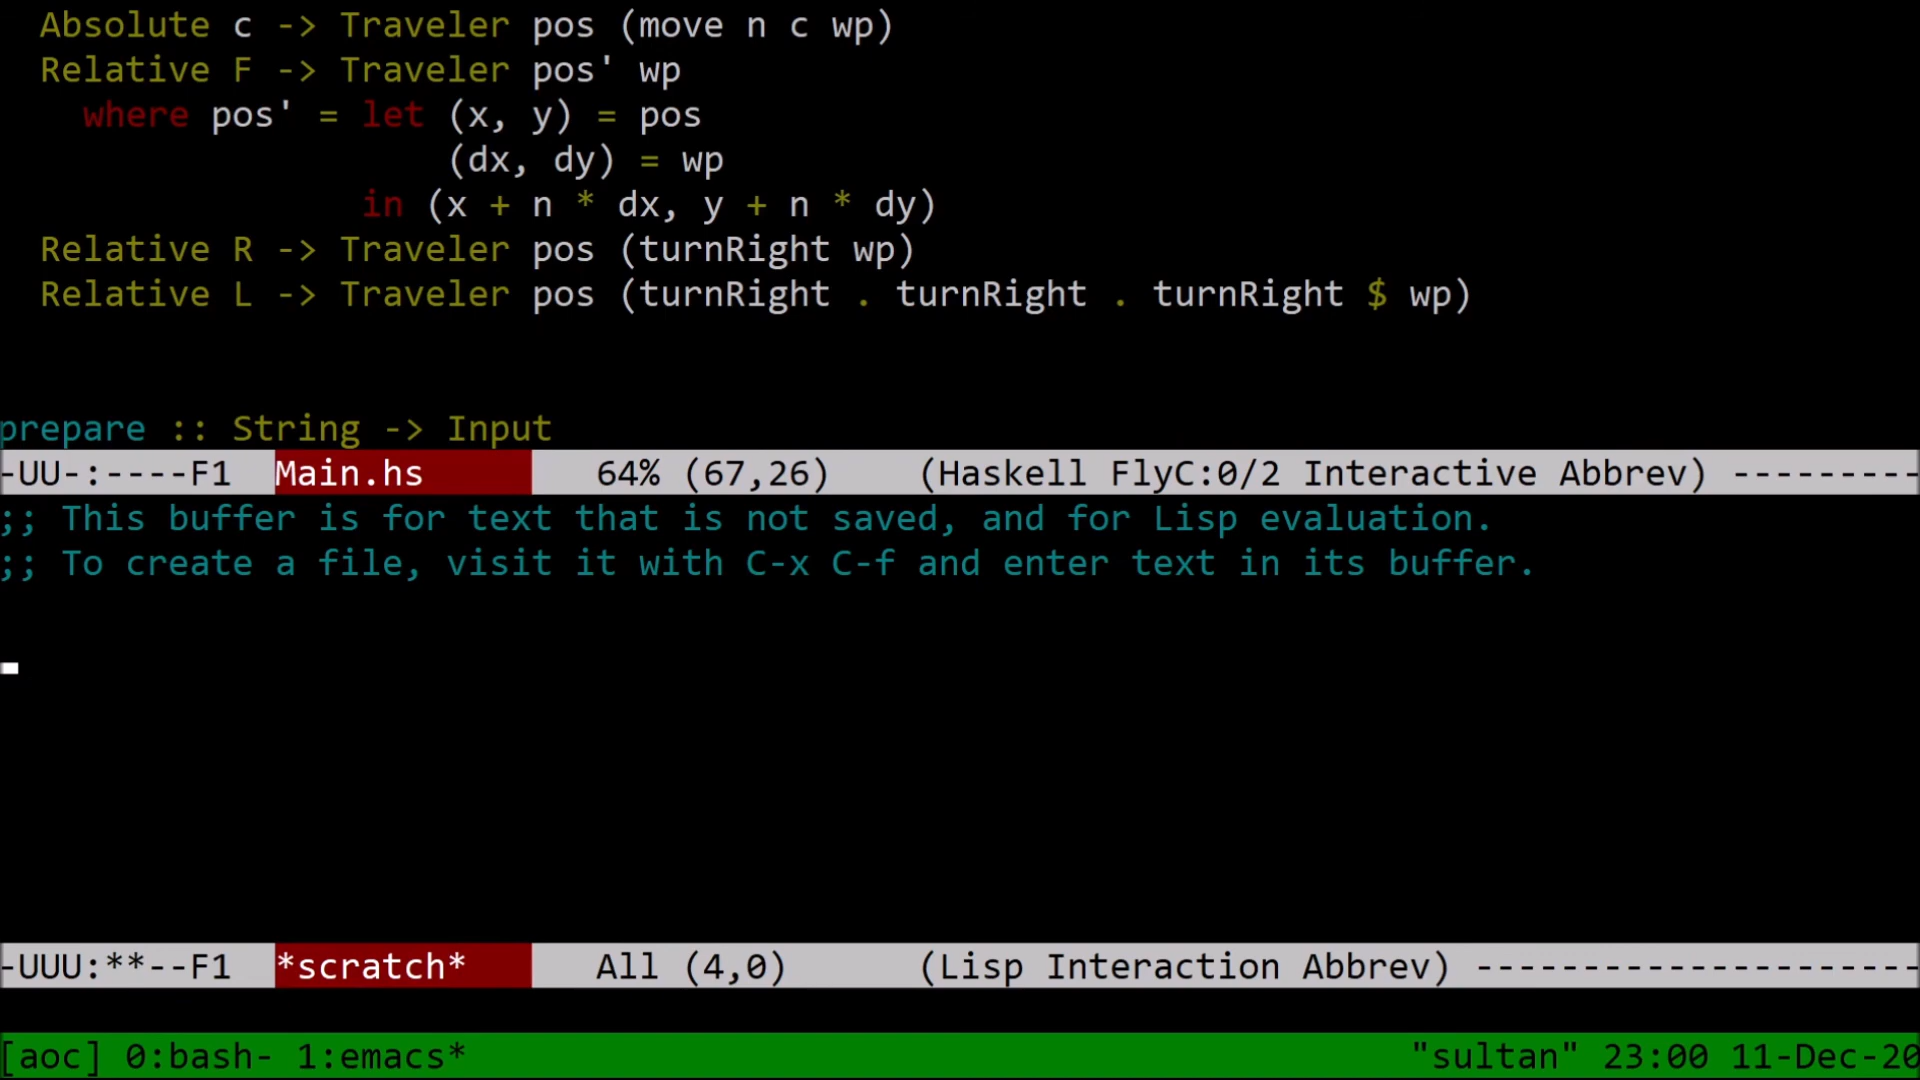 Absolute c -> Traveler pos (move n c wp)
Relative F -> Traveler pos' wp
where pos' = let (x, y) = pos
(dx, dy) = wp
in (x + n * dx, y + n * dy)
Relative R -> Traveler pos (turnRight wp)
Relative L -> Traveler pos (turnRight . turnRight . turnRight $ wp)
prepare :: String -> Input
-UU-:----F1 Main.hs 64% (67,26) (Haskell FlyC:0/2 Interactive Abbrev) ---------
;; This buffer is for text that is not saved, and for Lisp evaluation.
;; To create a file, visit it with C-x C-f and enter text in its buffer.
-UUU:**--F1 *scratch* All (4,0) (Lisp Interaction Abbrev) ---------------------
[aoc] 0:bash- 1:emacs* "sultan" 23:00 11-Dec-20